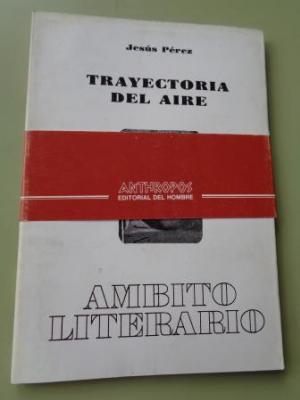 Jesús Pérez
TRAYECTORIA
DEL AIRE
ANTHROPOS
EDITORIAL DEL HOMBRE
AMBITO
LITERARIO